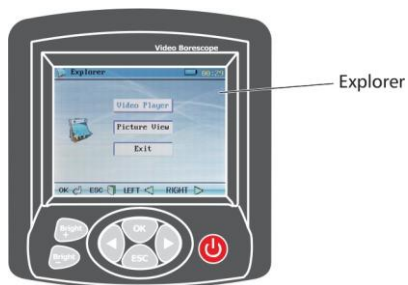 Video Borescope
Explorer
Explorer
Video Player
Picture View
Exit
OK ESC LEFT RIGHT
Bright
+
OK
Bright
−
ESC